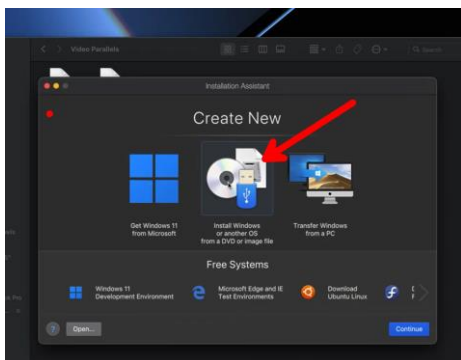 Video Parallels
Search
Installation Assistant
Create New
Get Windows 11
from Microsoft
Install Windows
or another OS
from a DVD or image file
Transfer Windows
from a PC
Free Systems
Windows 11
Development Environment
Microsoft Edge and IE
Test Environments
Download
Ubuntu Linux
?
Open...
Continue